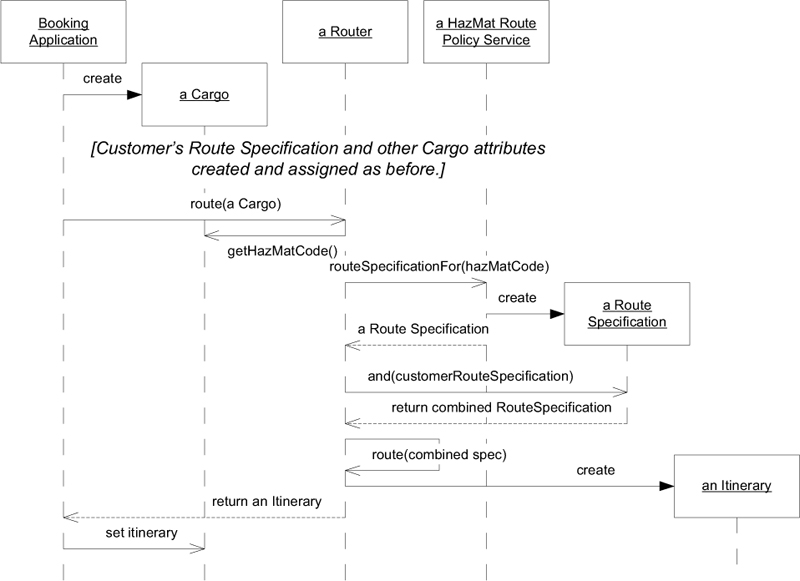 Booking
Application
a Router
a HazMat Route
Policy Service
create
a Cargo
[Customer's Route Specification and other Cargo attributes
created and assigned as before.]
route(a Cargo)
getHazMatCode()
routeSpecificationFor(hazMatCode)
create
a Route
Specification
a Route Specification
and(customerRouteSpecification)
return combined RouteSpecification
route(combined spec)
create
an Itinerary
return an Itinerary
set itinerary